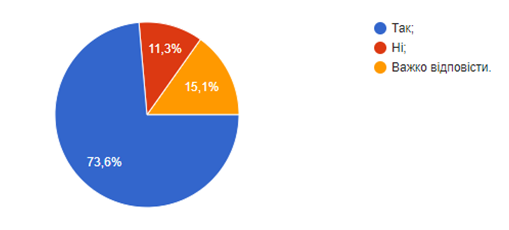 11,3%
15,1%
73,6%
Так;
Ні;
Важко відповісти.